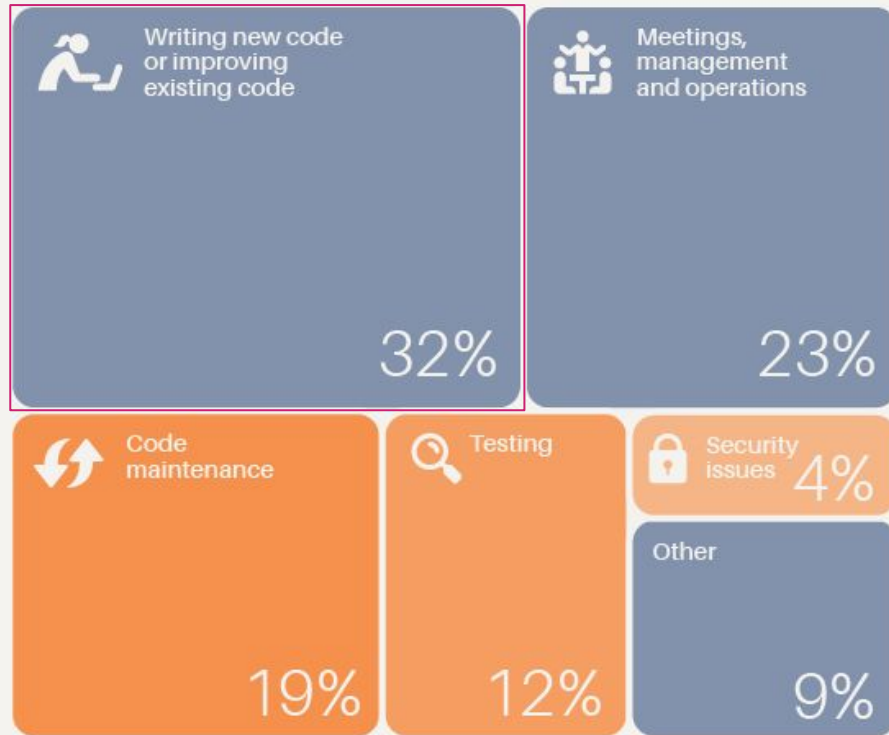 Writing new code
or improving
existing code
32%
Meetings,
management
and operations
23%
Code
maintenance
19%
Testing
12%
Security
issues
4%
Other
9%